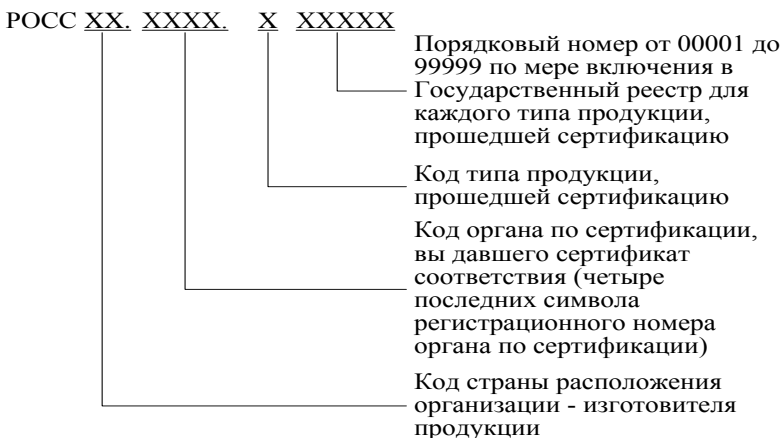 РОСС XX. XXXX. X XXXXX
Порядковый номер от 00001 до
99999 по мере включения в
Государственный реестр для
каждого типа продукции,
прошедшей сертификацию
Код типа продукции,
прошедшей сертификацию
Код органа по сертификации,
вы давшего сертификат
соответствия (четыре
последних символа
регистрационного номера
органа по сертификации)
Код страны расположения
организации - изготовителя
продукции